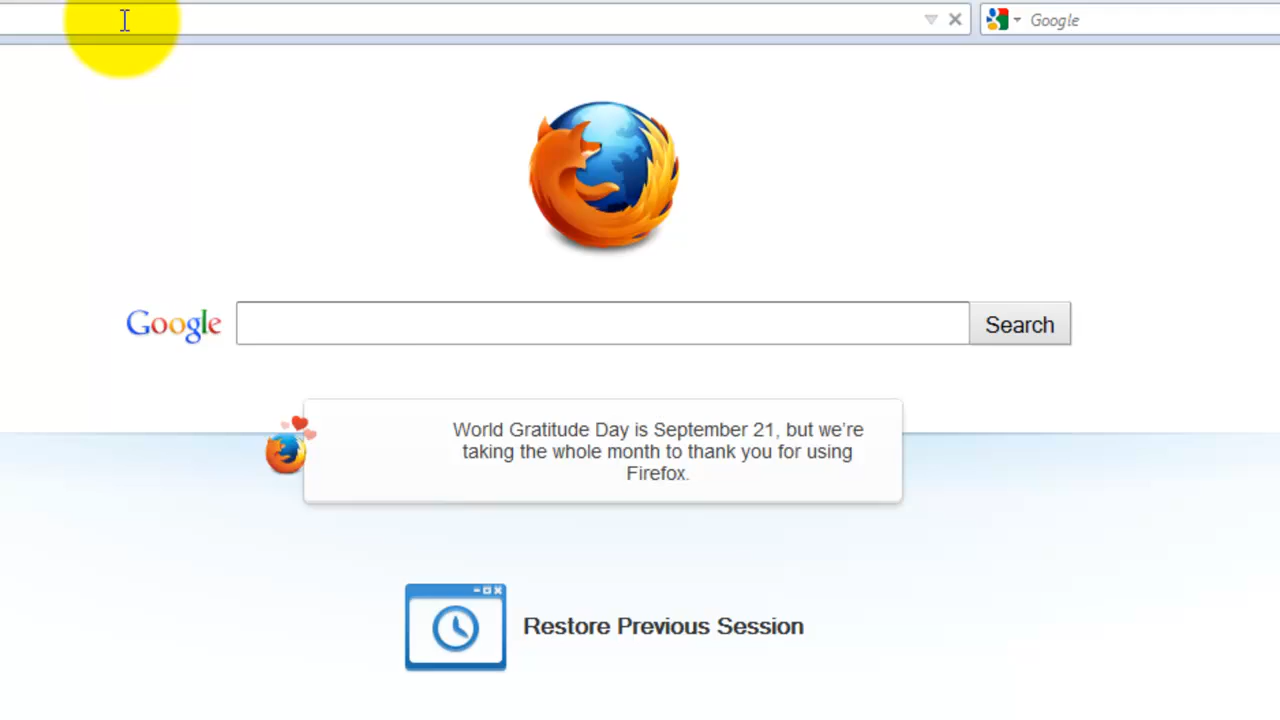 Google
Google
Search
World Gratitude Day is September 21, but we're
taking the whole month to thank you for using
Firefox.
Restore Previous Session